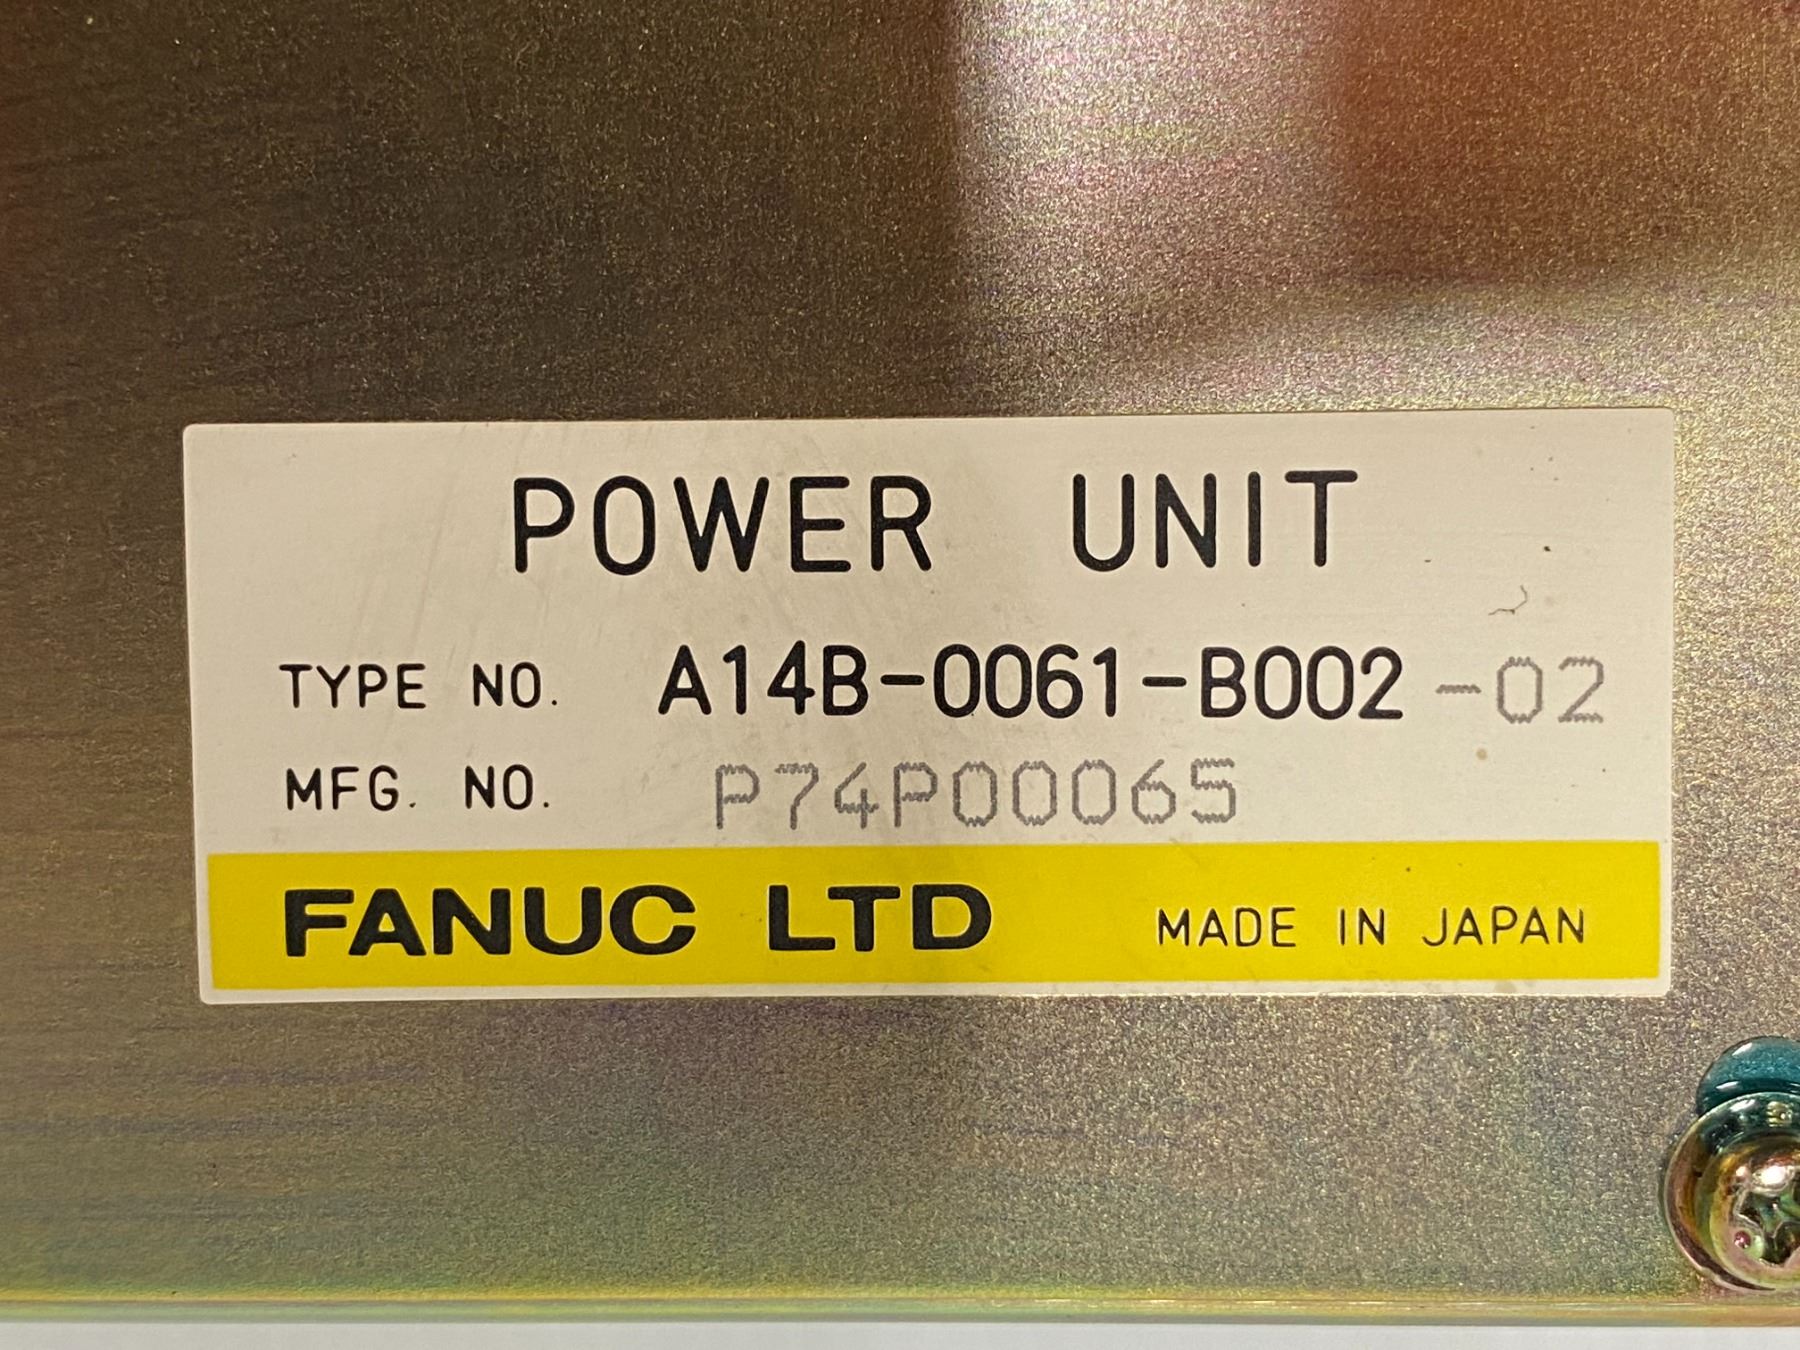 POWER UNIT
TYPE NO. A14B-0061-B002-02
MFG. NO. P74P00065
FANUC LTD MADE IN JAPAN